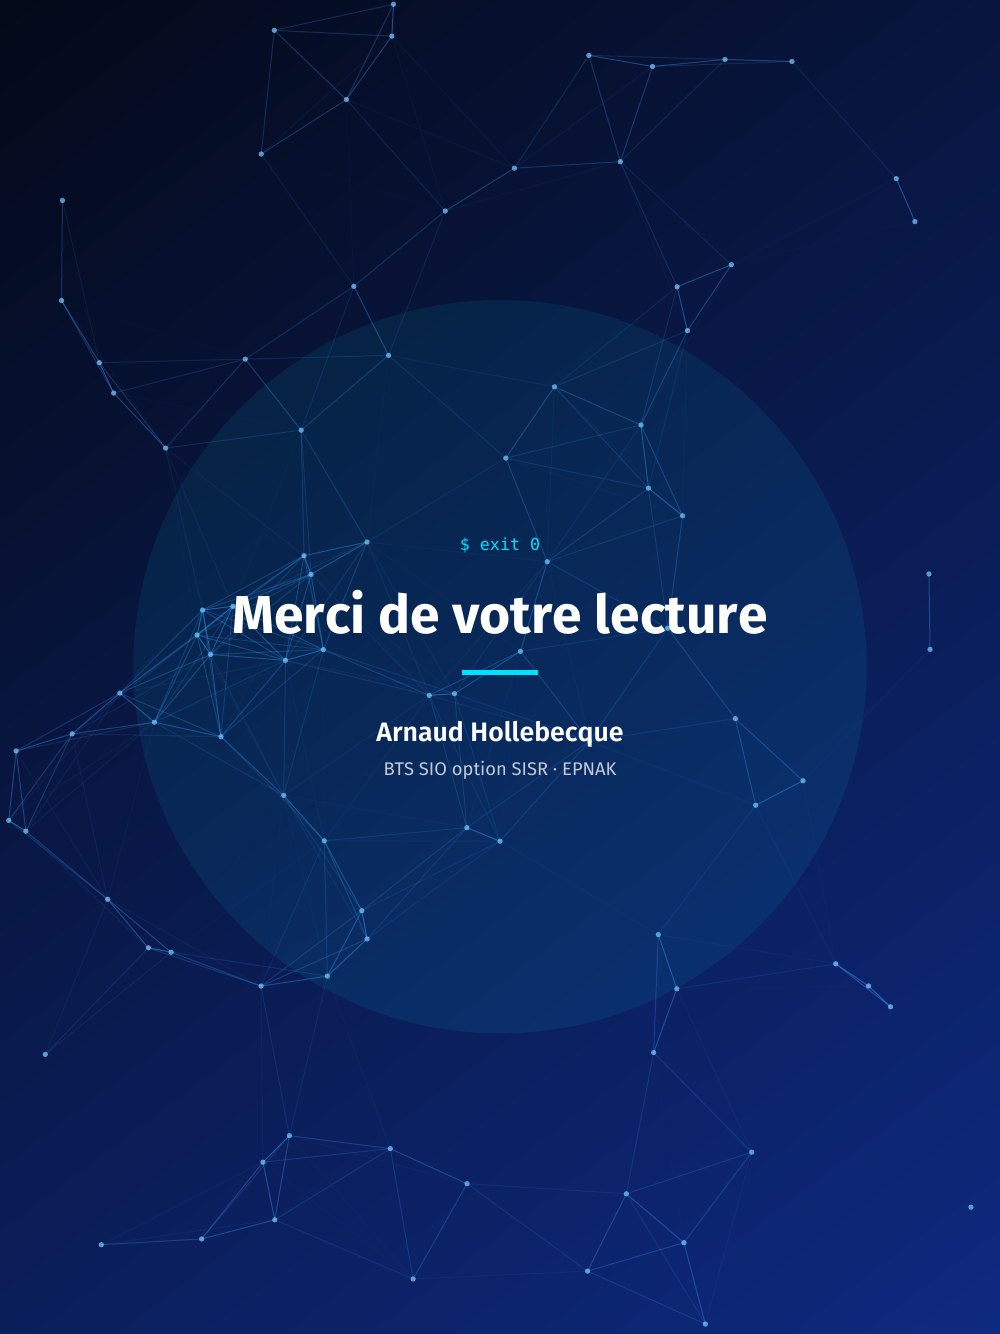 $ exit 0
Merci de votre lecture
Arnaud Hollebecque
BTS SIO option SISR · EPNAK